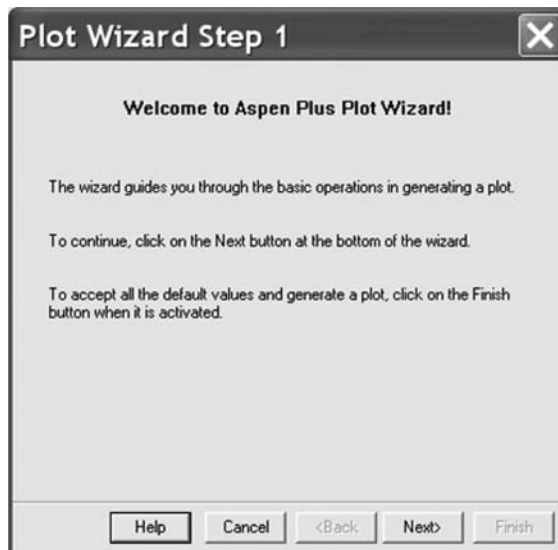 Plot Wizard Step 1
Welcome to Aspen Plus Plot Wizard!
The wizard guides you through the basic operations in generating a plot.
To continue, click on the Next button at the bottom of the wizard.
To accept all the default values and generate a plot, click on the Finish
button when it is activated.
Help Cancel <Back Next> Finish